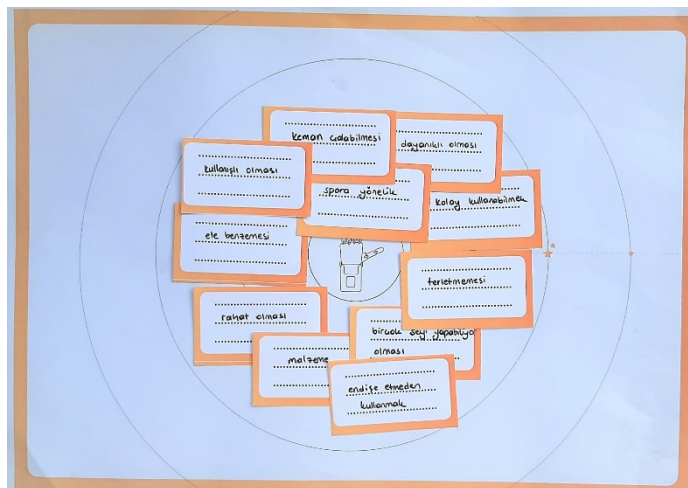 keman çalabilmesi
dayanıklı olması
kullanışlı olması
spora yönelik
kolay kullanabilmek
ele benzemesi
terletmemesi
rahat olması
birçok şeyi yapabiliyo
olması
malzeme
endişe etmeden
kullanmak